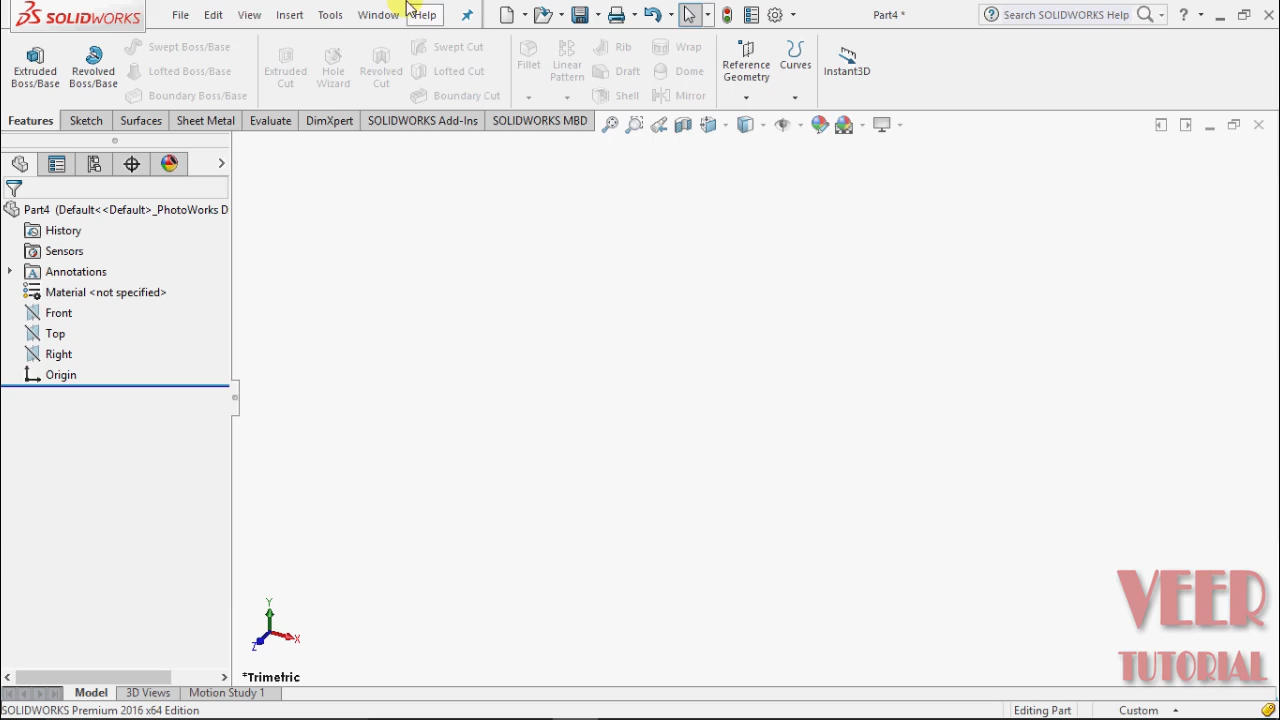 SOLIDWORKS File Edit View Insert Tools Window Help Part4 * Search SOLIDWORKS Help ?
Extruded Boss/Base
Revolved Boss/Base
Swept Boss/Base
Lofted Boss/Base
Boundary Boss/Base
Extruded Cut
Hole Wizard
Revolved Cut
Swept Cut
Lofted Cut
Boundary Cut
Fillet
Linear Pattern
Rib
Draft
Shell
Wrap
Dome
Mirror
Reference Geometry
Curves
Instant3D
Features Sketch Surfaces Sheet Metal Evaluate DimXpert SOLIDWORKS Add-Ins SOLIDWORKS MBD
Part4 (Default<<Default>_PhotoWorks D
History
Sensors
Annotations
Material <not specified>
Front
Top
Right
Origin
Y
X
Z
*Trimetric
VEER
TUTORIAL
Model 3D Views Motion Study 1
SOLIDWORKS Premium 2016 x64 Edition Editing Part Custom